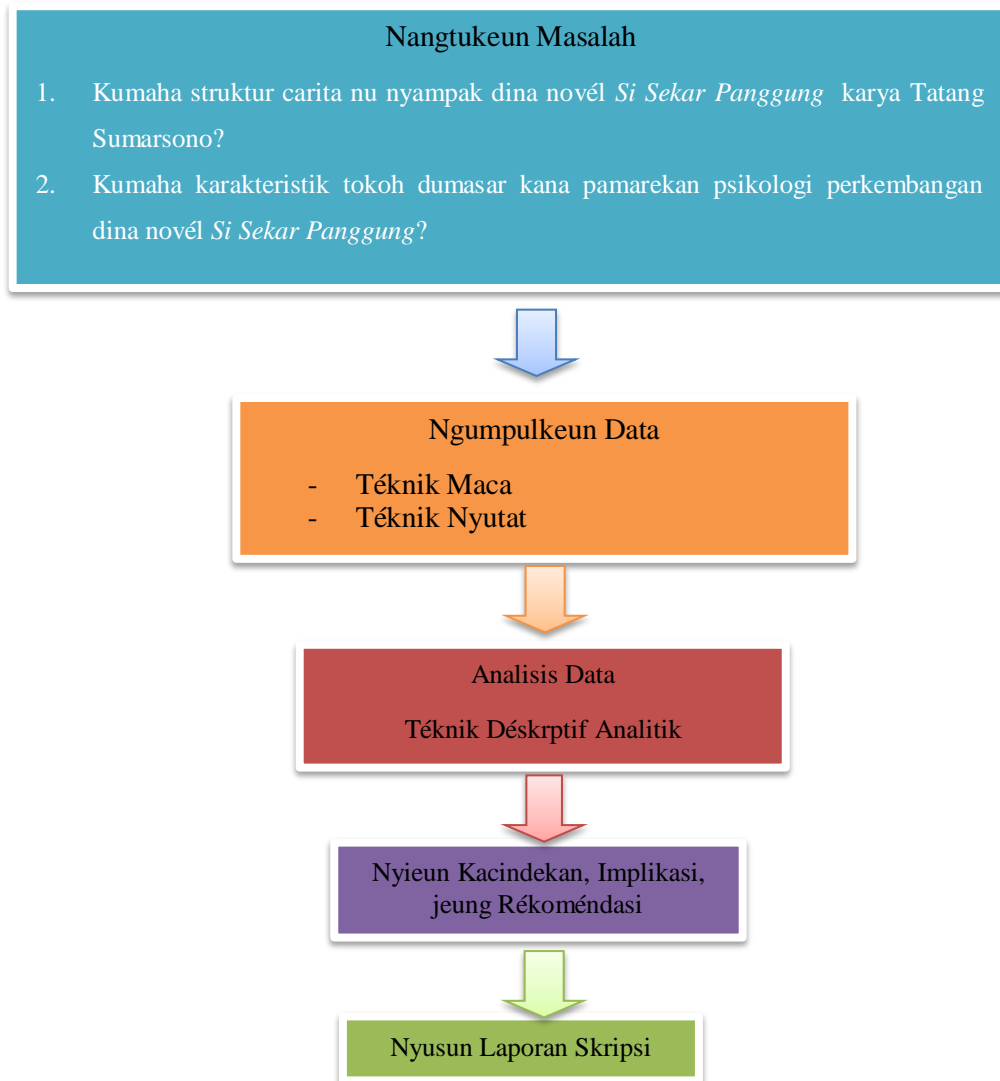 Nangtukeun Masalah
1. Kumaha struktur carita nu nyampak dina novél Si Sekar Panggung karya Tatang
Sumarsono?
2. Kumaha karakteristik tokoh dumasar kana pamarekan psikologi perkembangan
dina novél Si Sekar Panggung?
Ngumpulkeun Data
- Téknik Maca
- Téknik Nyutat
Analisis Data
Téknik Déskrptif Analitik
Nyieun Kacindekan, Implikasi,
jeung Rékoméndasi
Nyusun Laporan Skripsi